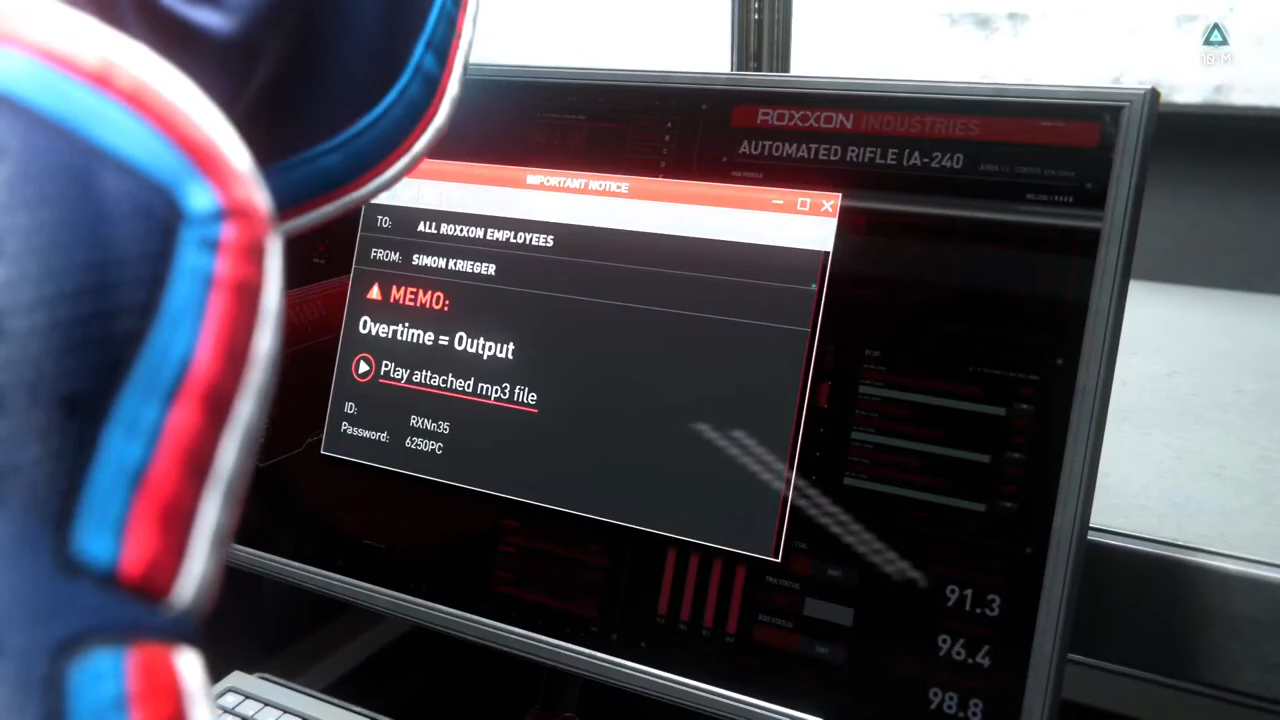 10 M
ROXXON INDUSTRIES
AUTOMATED RIFLE (A-240
IMPORTANT NOTICE
TO: ALL ROXXON EMPLOYEES
FROM: SIMON KRIEGER
MEMO:
Overtime = Output
Play attached mp3 file
ID: RXNn35
Password: 6250PC
91.3
96.4
98.8